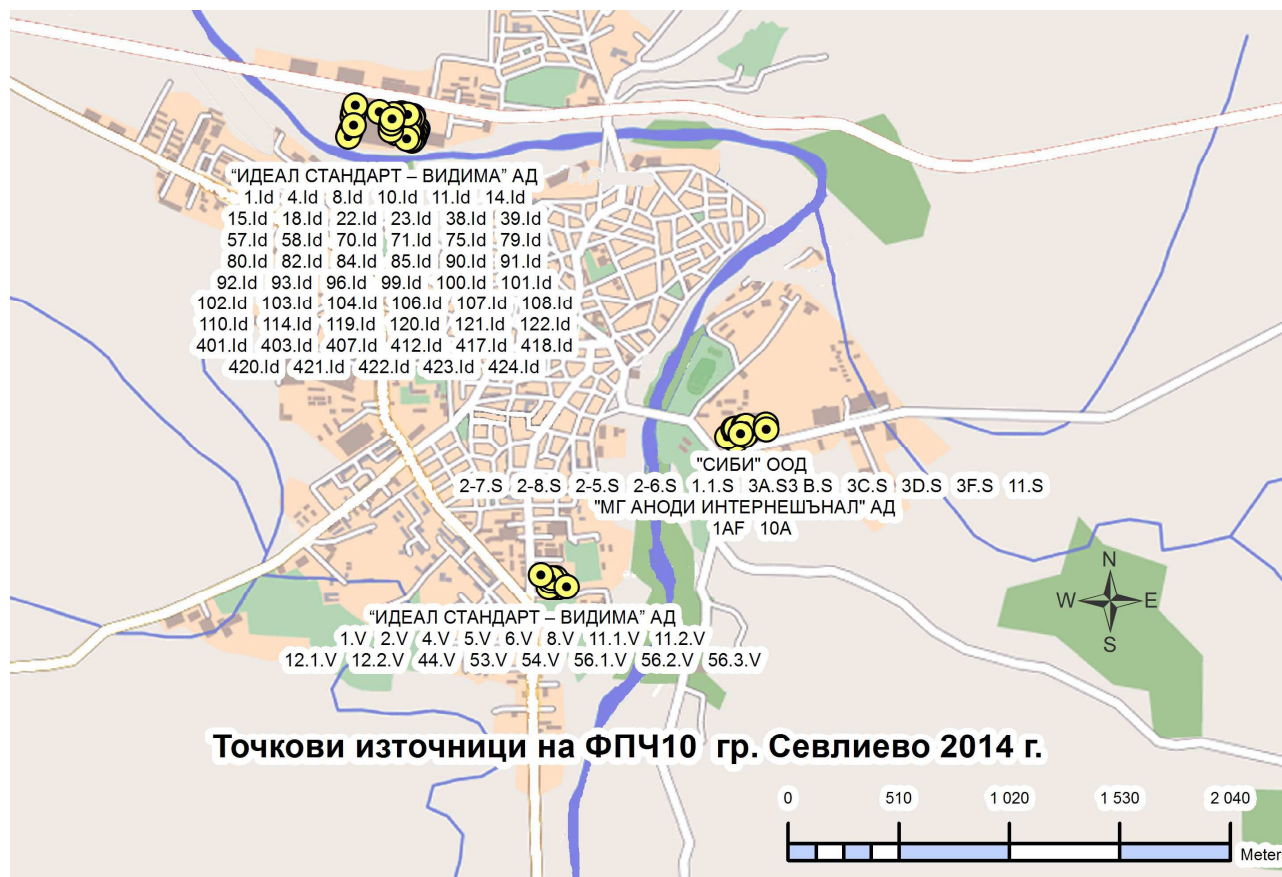 “ИДЕАЛ СТАНДАРТ – ВИДИМА” АД
1.Id 4.Id 8.Id 10.Id 11.Id 14.Id
15.Id 18.Id 22.Id 23.Id 38.Id 39.Id
57.Id 58.Id 70.Id 71.Id 75.Id 79.Id
80.Id 82.Id 84.Id 85.Id 90.Id 91.Id
92.Id 93.Id 96.Id 99.Id 100.Id 101.Id
102.Id 103.Id 104.Id 106.Id 107.Id 108.Id
110.Id 114.Id 119.Id 120.Id 121.Id 122.Id
401.Id 403.Id 407.Id 412.Id 417.Id 418.Id
420.Id 421.Id 422.Id 423.Id 424.Id
"СИБИ" ООД
2-7.S 2-8.S 2-5.S 2-6.S 1.1.S 3A.S3 B.S 3C.S 3D.S 3F.S 11.S
"МГ АНОДИ ИНТЕРНЕШЪНАЛ" АД
1AF 10A
N
W E
S
“ИДЕАЛ СТАНДАРТ – ВИДИМА” АД
1.V 2.V 4.V 5.V 6.V 8.V 11.1.V 11.2.V
12.1.V 12.2.V 44.V 53.V 54.V 56.1.V 56.2.V 56.3.V
Точкови източници на ФПЧ10 гр. Севлиево 2014 г.
0 510 1 020 1 530 2 040
Meter